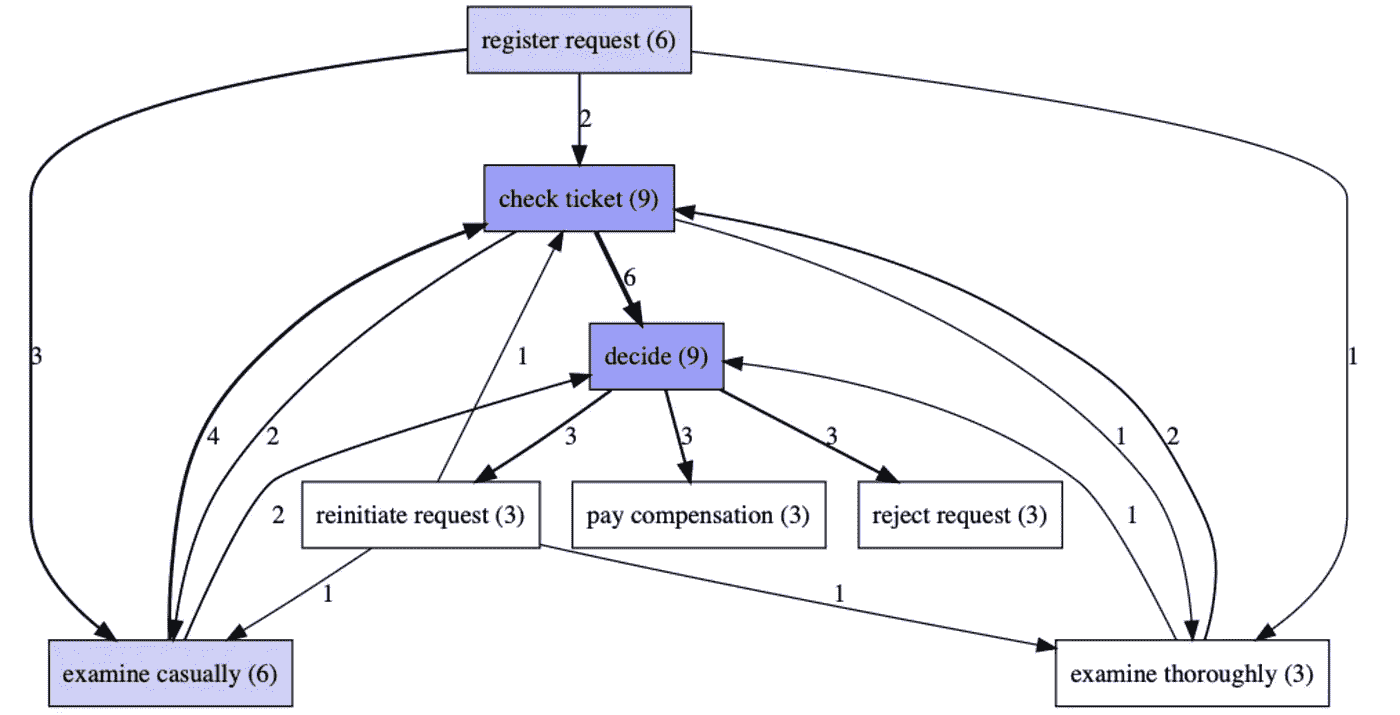 register request (6)
2
check ticket (9)
6
3
1
decide (9)
1
4
2
3
3
3
1
2
2
reinitiate request (3)
pay compensation (3)
reject request (3)
1
1
1
examine casually (6)
examine thoroughly (3)